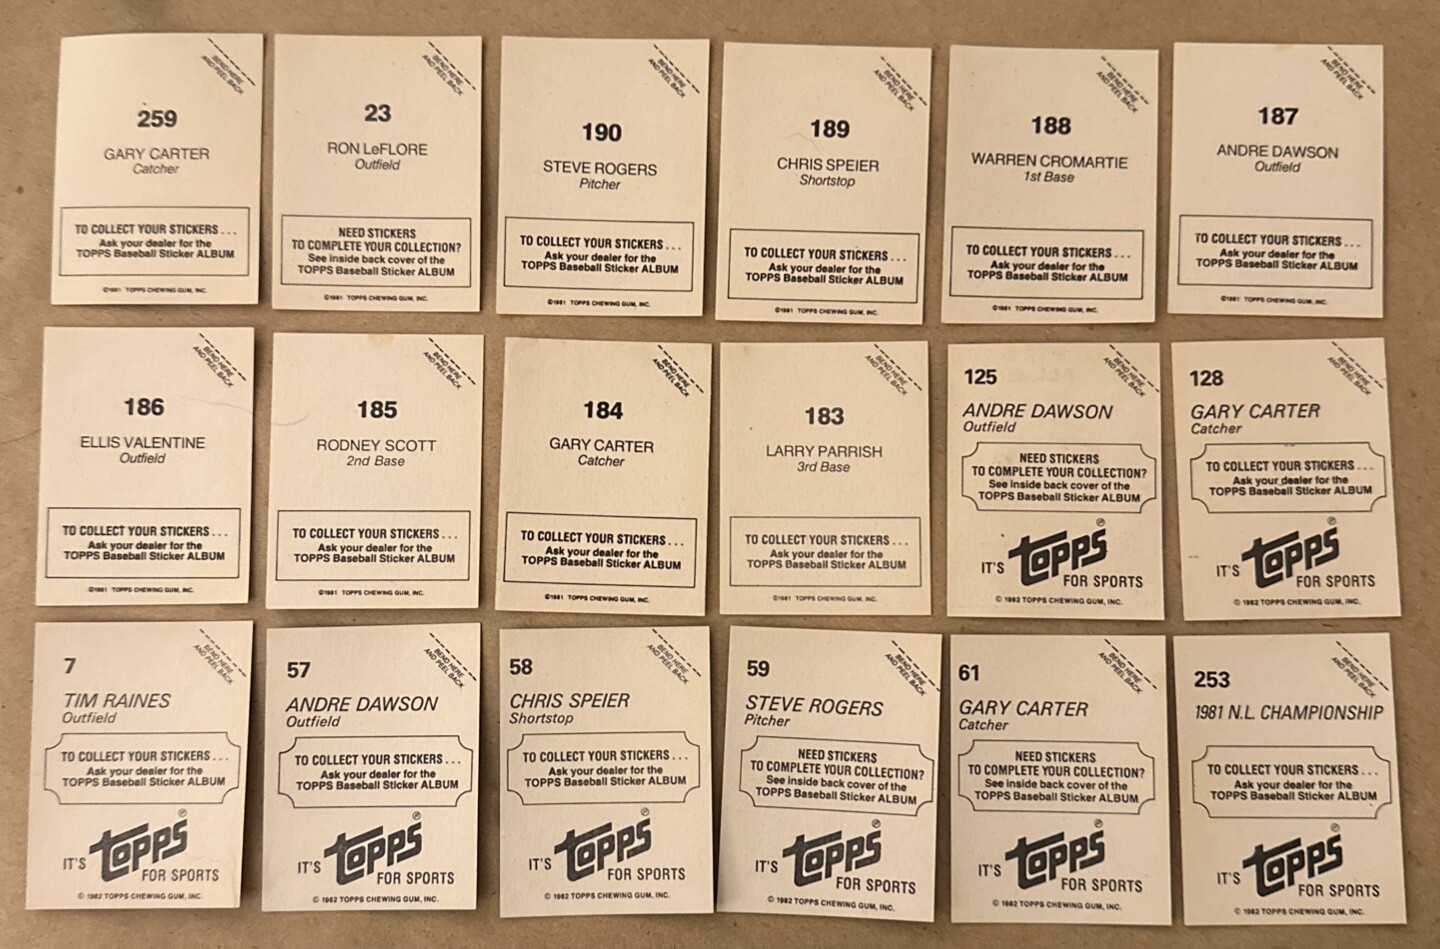 BEND HERE
AND PEEL BACK
259
GARY CARTER
Catcher
TO COLLECT YOUR STICKERS . . .
Ask your dealer for the
TOPPS Baseball Sticker ALBUM
©1981 TOPPS CHEWING GUM, INC.
BEND HERE
AND PEEL BACK
23
RON LeFLORE
Outfield
NEED STICKERS
TO COMPLETE YOUR COLLECTION?
See inside back cover of the
TOPPS Baseball Sticker ALBUM
©1981 TOPPS CHEWING GUM, INC.
BEND HERE
AND PEEL BACK
190
STEVE ROGERS
Pitcher
TO COLLECT YOUR STICKERS . . .
Ask your dealer for the
TOPPS Baseball Sticker ALBUM
©1981 TOPPS CHEWING GUM, INC.
BEND HERE
AND PEEL BACK
189
CHRIS SPEIER
Shortstop
TO COLLECT YOUR STICKERS . . .
Ask your dealer for the
TOPPS Baseball Sticker ALBUM
©1981 TOPPS CHEWING GUM, INC.
BEND HERE
AND PEEL BACK
188
WARREN CROMARTIE
1st Base
TO COLLECT YOUR STICKERS . . .
Ask your dealer for the
TOPPS Baseball Sticker ALBUM
©1981 TOPPS CHEWING GUM, INC.
BEND HERE
AND PEEL BACK
187
ANDRE DAWSON
Outfield
TO COLLECT YOUR STICKERS . . .
Ask your dealer for the
TOPPS Baseball Sticker ALBUM
©1981 TOPPS CHEWING GUM, INC.
BEND HERE
AND PEEL BACK
186
ELLIS VALENTINE
Outfield
TO COLLECT YOUR STICKERS . . .
Ask your dealer for the
TOPPS Baseball Sticker ALBUM
©1981 TOPPS CHEWING GUM, INC.
BEND HERE
AND PEEL BACK
185
RODNEY SCOTT
2nd Base
TO COLLECT YOUR STICKERS . . .
Ask your dealer for the
TOPPS Baseball Sticker ALBUM
©1981 TOPPS CHEWING GUM, INC.
BEND HERE
AND PEEL BACK
184
GARY CARTER
Catcher
TO COLLECT YOUR STICKERS . . .
Ask your dealer for the
TOPPS Baseball Sticker ALBUM
©1981 TOPPS CHEWING GUM, INC.
BEND HERE
AND PEEL BACK
183
LARRY PARRISH
3rd Base
TO COLLECT YOUR STICKERS . . .
Ask your dealer for the
TOPPS Baseball Sticker ALBUM
©1981 TOPPS CHEWING GUM, INC.
BEND HERE
AND PEEL BACK
125
ANDRE DAWSON
Outfield
NEED STICKERS
TO COMPLETE YOUR COLLECTION?
See inside back cover of the
TOPPS Baseball Sticker ALBUM
IT'S topps ®
FOR SPORTS
© 1982 TOPPS CHEWING GUM, INC.
BEND HERE
AND PEEL BACK
128
GARY CARTER
Catcher
TO COLLECT YOUR STICKERS . . .
Ask your dealer for the
TOPPS Baseball Sticker ALBUM
IT'S topps ®
FOR SPORTS
© 1982 TOPPS CHEWING GUM, INC.
BEND HERE
AND PEEL BACK
7
TIM RAINES
Outfield
TO COLLECT YOUR STICKERS . . .
Ask your dealer for the
TOPPS Baseball Sticker ALBUM
IT'S topps ®
FOR SPORTS
© 1982 TOPPS CHEWING GUM, INC.
BEND HERE
AND PEEL BACK
57
ANDRE DAWSON
Outfield
TO COLLECT YOUR STICKERS . . .
Ask your dealer for the
TOPPS Baseball Sticker ALBUM
IT'S topps ®
FOR SPORTS
© 1982 TOPPS CHEWING GUM, INC.
BEND HERE
AND PEEL BACK
58
CHRIS SPEIER
Shortstop
TO COLLECT YOUR STICKERS . . .
Ask your dealer for the
TOPPS Baseball Sticker ALBUM
IT'S topps ®
FOR SPORTS
© 1982 TOPPS CHEWING GUM, INC.
BEND HERE
AND PEEL BACK
59
STEVE ROGERS
Pitcher
NEED STICKERS
TO COMPLETE YOUR COLLECTION?
See inside back cover of the
TOPPS Baseball Sticker ALBUM
IT'S topps ®
FOR SPORTS
© 1982 TOPPS CHEWING GUM, INC.
BEND HERE
AND PEEL BACK
61
GARY CARTER
Catcher
NEED STICKERS
TO COMPLETE YOUR COLLECTION?
See inside back cover of the
TOPPS Baseball Sticker ALBUM
IT'S topps ®
FOR SPORTS
© 1982 TOPPS CHEWING GUM, INC.
BEND HERE
AND PEEL BACK
253
1981 N.L. CHAMPIONSHIP
TO COLLECT YOUR STICKERS . . .
Ask your dealer for the
TOPPS Baseball Sticker ALBUM
IT'S topps ®
FOR SPORTS
© 1982 TOPPS CHEWING GUM, INC.